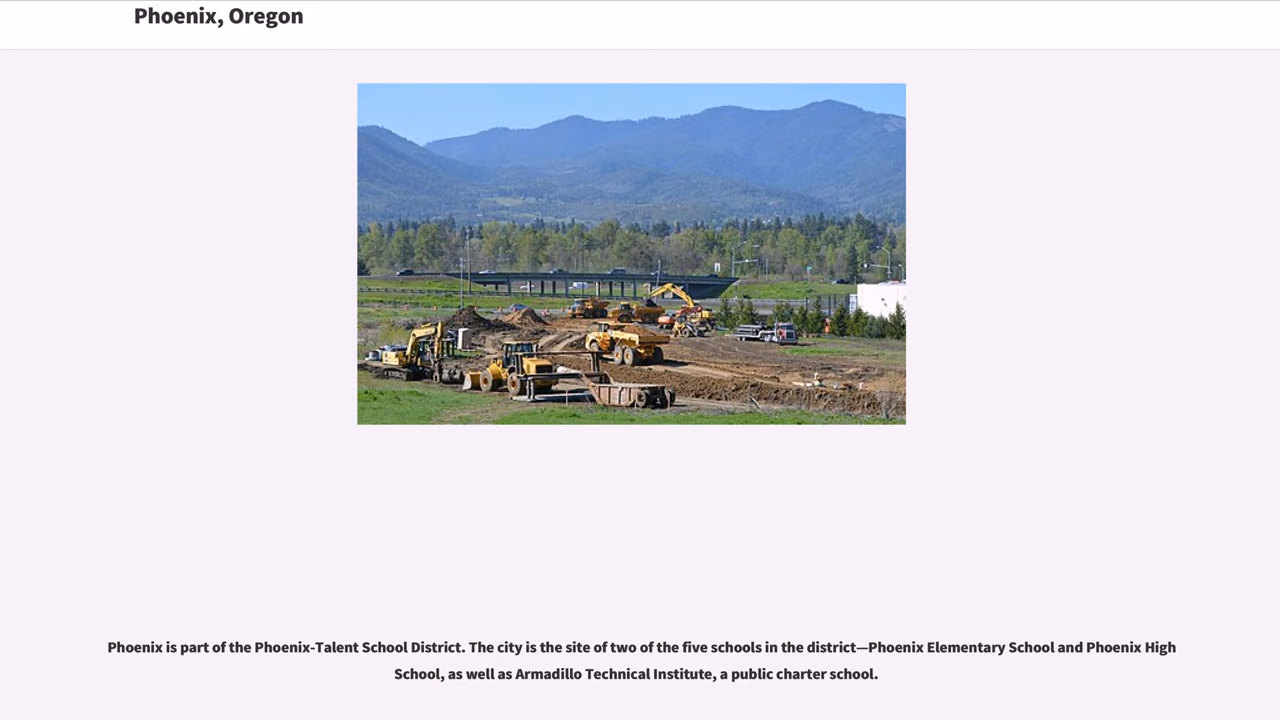 Phoenix, Oregon
Phoenix is part of the Phoenix-Talent School District. The city is the site of two of the five schools in the district—Phoenix Elementary School and Phoenix High
School, as well as Armadillo Technical Institute, a public charter school.